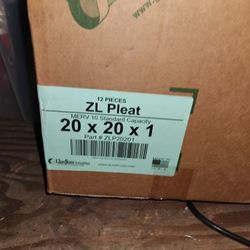 12 PIECES
ZL Pleat
MERV 10 Standard Capacity
20 x 20 x 1
Part # ZLP20201